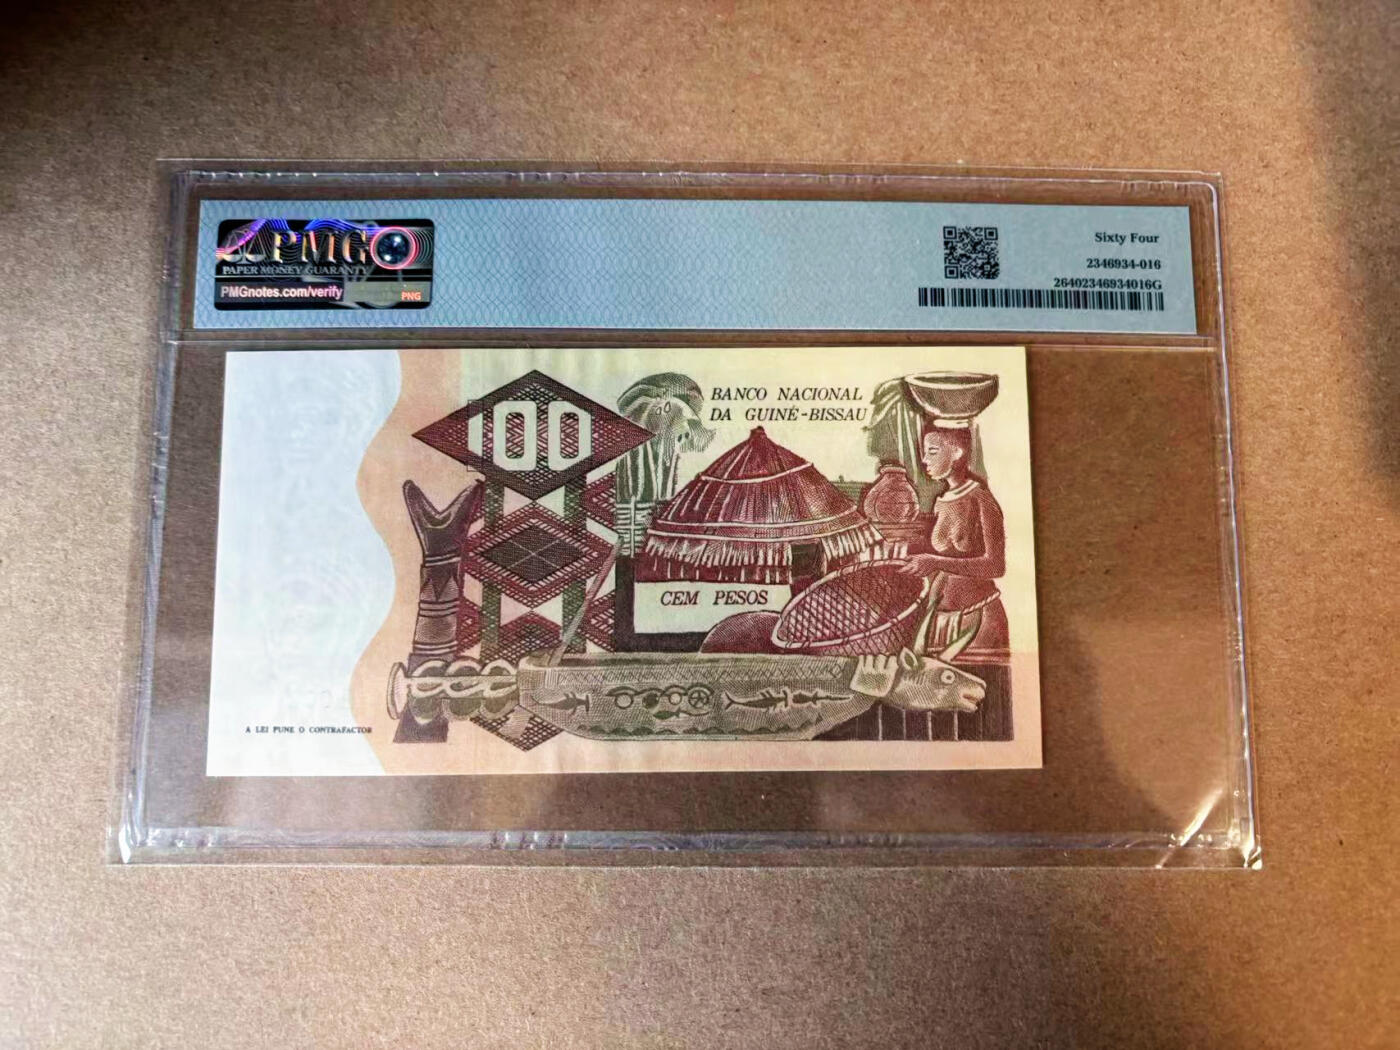 PMG
PAPER MONEY GUARANTY
PMGnotes.com/verify
PNG
Sixty Four
2346934-016
26402346934016G
100
BANCO NACIONAL
DA GUINÉ-BISSAU
CEM PESOS
A LEI PUNE O CONTRAFACTOR